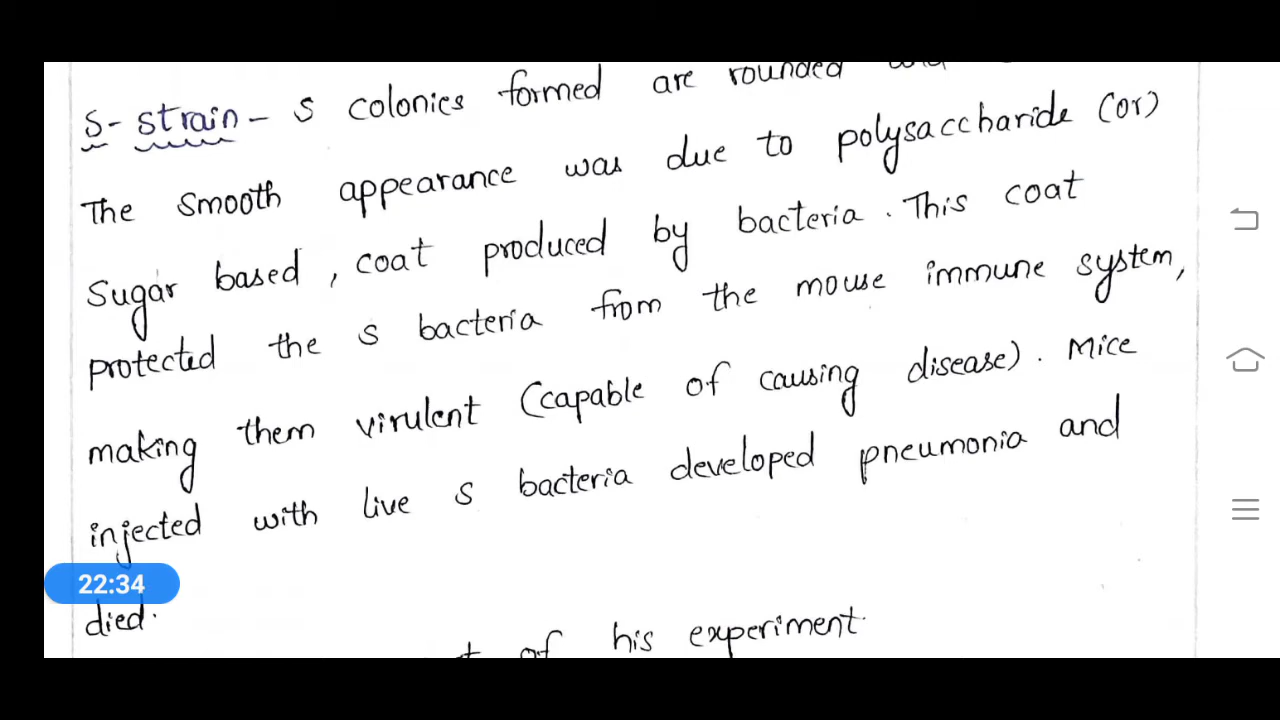 S- strain - S colonies formed are rounded
The smooth appearance was due to polysaccharide (or)
Sugar based, coat produced by bacteria. This coat
protected the S bacteria from the mouse immune system,
making them virulent (capable of causing disease). Mice
injected with live S bacteria developed pneumonia and
22:34
died.
of his experiment.